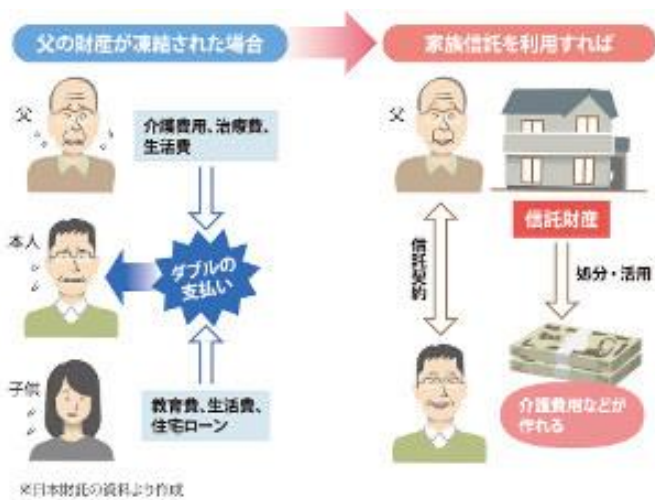 父の財産が凍結された場合
家族信託を利用すれば
父
介護費用、治療費、
生活費
本人
ダブルの
支払い
子供
教育費、生活費、
住宅ローン
父
信託財産
信託契約
処分・活用
介護費用などが
作れる
※日本財託の資料より作成